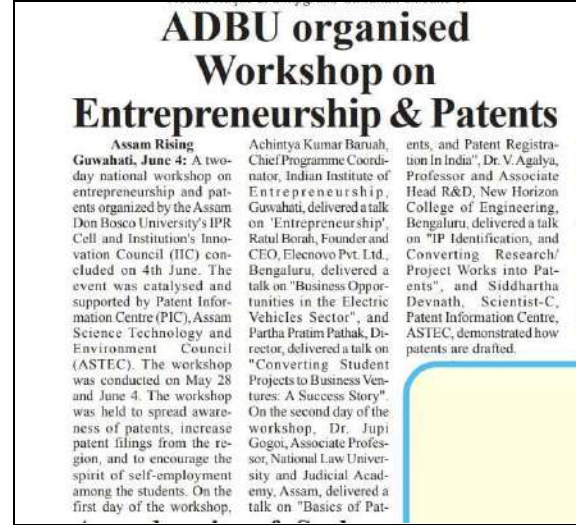 ADBU organised
Workshop on
Entrepreneurship & Patents
Assam Rising
Guwahati, June 4: A two-
day national workshop on
entrepreneurship and pat-
ents organized by the Assam
Don Bosco University's IPR
Cell and Institution's Inno-
vation Council (IIC) con-
cluded on 4th June. The
event was catalysed and
supported by Patent Infor-
mation Centre (PIC), Assam
Science Technology and
Environment Council
(ASTEC). The workshop
was conducted on May 28
and June 4. The workshop
was held to spread aware-
ness of patents, increase
patent filings from the re-
gion, and to encourage the
spirit of self-employment
among the students. On the
first day of the workshop,
Achintya Kumar Baruah,
Chief Programme Coordi-
nator, Indian Institute of
Entrepreneurship,
Guwahati, delivered a talk
on 'Entrepreneurship',
Ratul Borah, Founder and
CEO, Elecnovo Pvt. Ltd.,
Bengaluru, delivered a
talk on "Business Oppor-
tunities in the Electric
Vehicles Sector", and
Partha Pratim Pathak, Di-
rector, delivered a talk on
"Converting Student
Projects to Business Ven-
tures: A Success Story".
On the second day of the
workshop, Dr. Jupi
Gogoi, Associate Profes-
sor, National Law Univer-
sity and Judicial Acad-
emy, Assam, delivered a
talk on "Basics of Pat-
ents, and Patent Registra-
tion In India", Dr. V. Agalya,
Professor and Associate
Head R&D, New Horizon
College of Engineering,
Bengaluru, delivered a talk
on "IP Identification, and
Converting Research/
Project Works into Pat-
ents", and Siddhartha
Devnath, Scientist-C,
Patent Information Centre,
ASTEC, demonstrated how
patents are drafted.